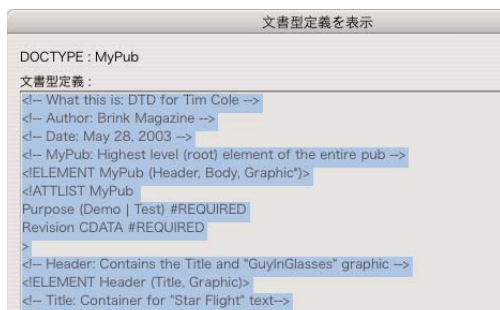 文書型定義を表示
DOCTYPE : MyPub
文書型定義 :
<!-- What this is: DTD for Tim Cole -->
<!-- Author: Brink Magazine -->
<!-- Date: May 28, 2003 -->
<!-- MyPub: Highest level (root) element of the entire pub -->
<!ELEMENT MyPub (Header, Body, Graphic*)>
<!ATTLIST MyPub
Purpose (Demo | Test) #REQUIRED
Revision CDATA #REQUIRED
>
<!-- Header: Contains the Title and "GuyInGlasses" graphic -->
<!ELEMENT Header (Title, Graphic)>
<!-- Title: Container for "Star Flight" text-->